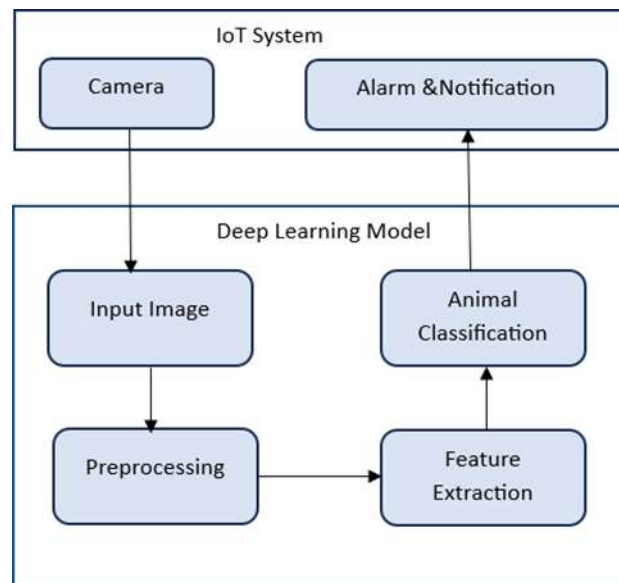 IoT System
Camera
Alarm &Notification
Deep Learning Model
Input Image
Animal
Classification
Preprocessing
Feature
Extraction